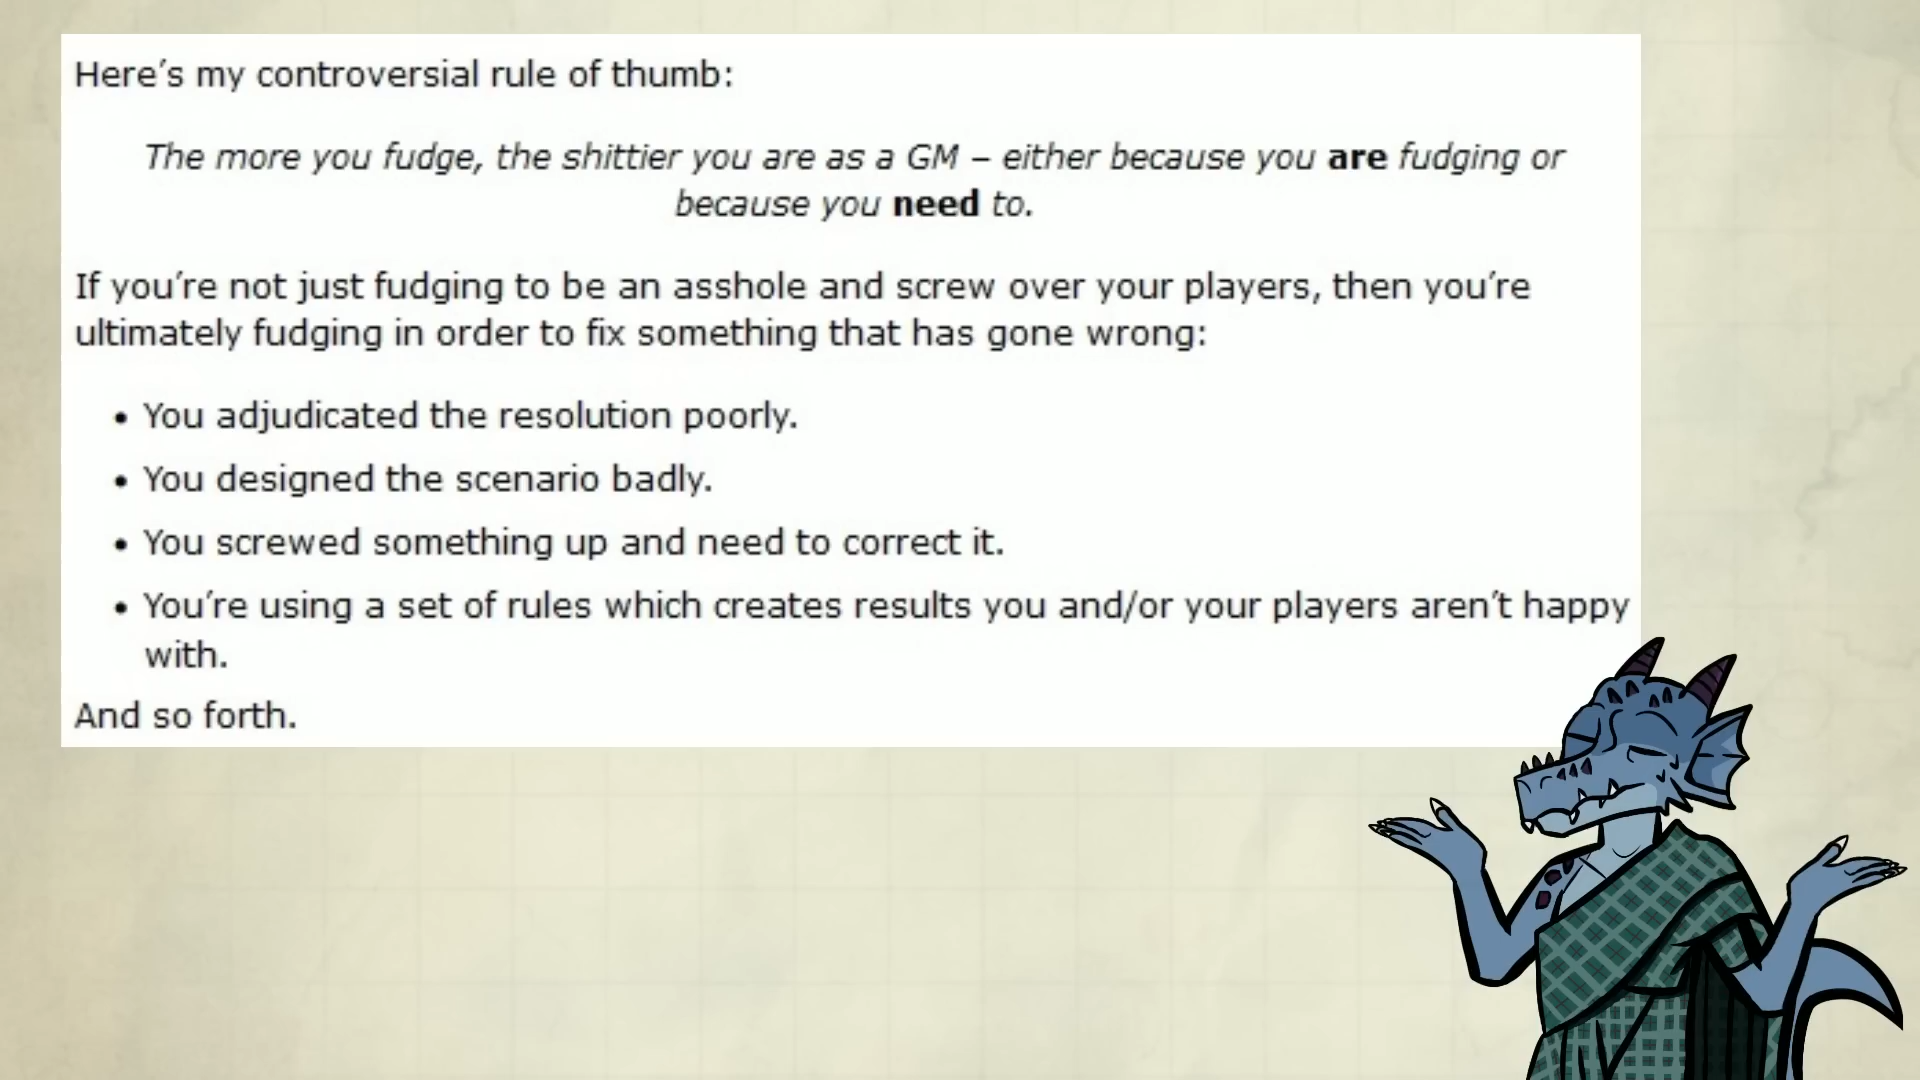 Here’s my controversial rule of thumb:
The more you fudge, the shittier you are as a GM – either because you are fudging or
because you need to.
If you’re not just fudging to be an asshole and screw over your players, then you’re
ultimately fudging in order to fix something that has gone wrong:
• You adjudicated the resolution poorly.
• You designed the scenario badly.
• You screwed something up and need to correct it.
• You’re using a set of rules which creates results you and/or your players aren’t happy
with.
And so forth.